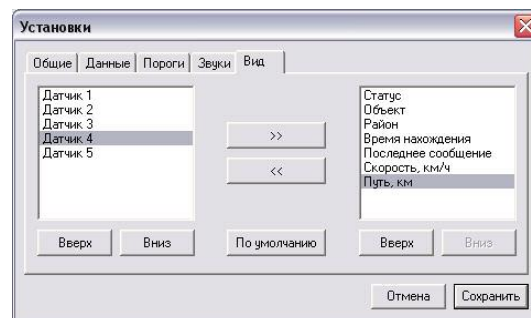 Установки
Общие Данные Пороги Звуки Вид
Датчик 1
Датчик 2
Датчик 3
Датчик 4
Датчик 5
>>
<<
Статус
Объект
Район
Время нахождения
Последнее сообщение
Скорость, км/ч
Путь, км
Вверх Вниз По умолчанию Вверх Вниз
Отмена Сохранить